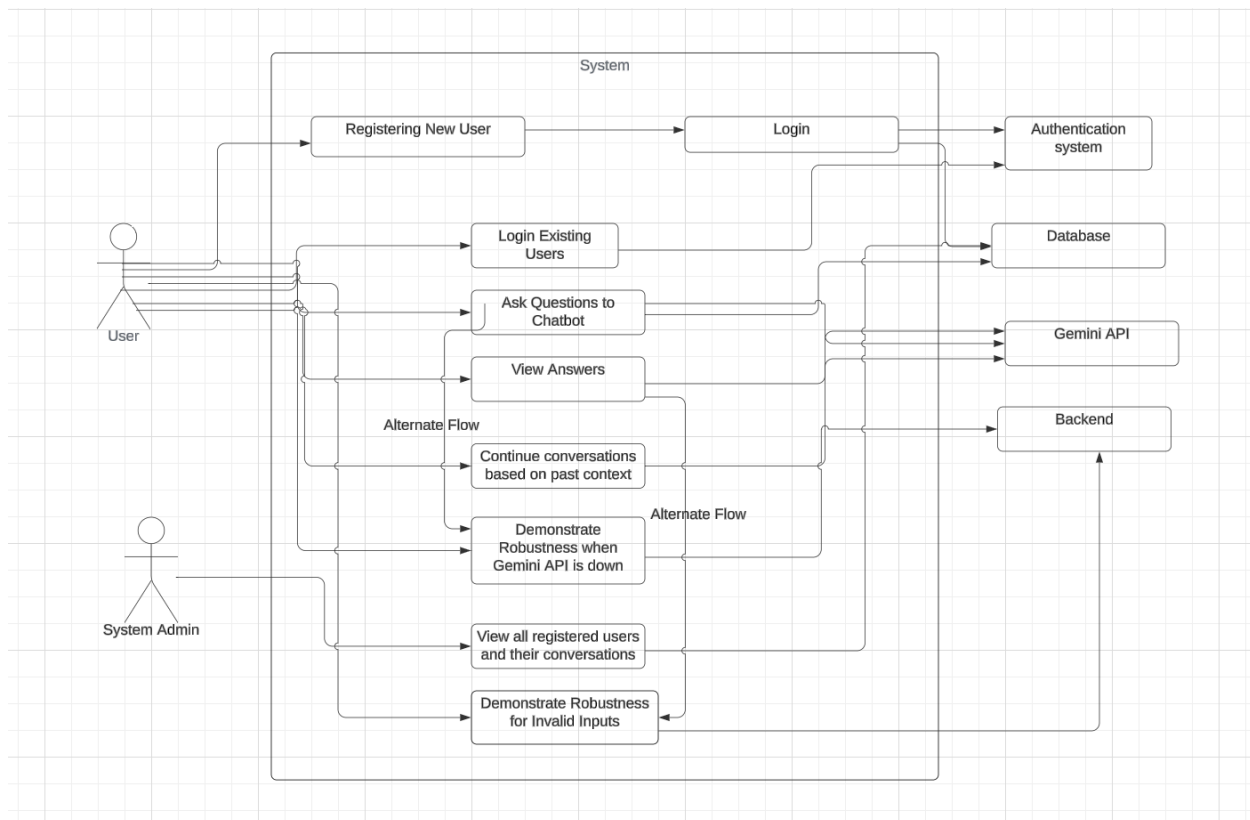 System
Registering New User
Login
Authentication
system
Login Existing
Users
Database
Ask Questions to
Chatbot
Gemini API
User
View Answers
Alternate Flow
Backend
Continue conversations
based on past context
Alternate Flow
Demonstrate
Robustness when
Gemini API is down
System Admin
View all registered users
and their conversations
Demonstrate Robustness
for Invalid Inputs